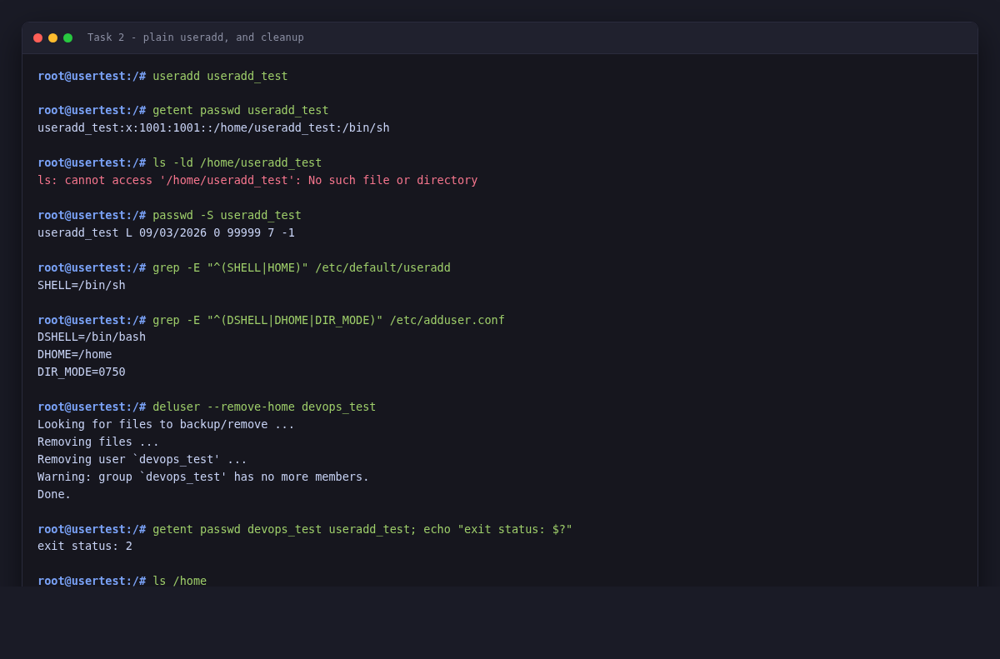 Task 2 - plain useradd, and cleanup
root@usertest:/# useradd useradd_test
root@usertest:/# getent passwd useradd_test
useradd_test:x:1001:1001::/home/useradd_test:/bin/sh
root@usertest:/# ls -ld /home/useradd_test
ls: cannot access '/home/useradd_test': No such file or directory
root@usertest:/# passwd -S useradd_test
useradd_test L 09/03/2026 0 99999 7 -1
root@usertest:/# grep -E "^(SHELL|HOME)" /etc/default/useradd
SHELL=/bin/sh
root@usertest:/# grep -E "^(DSHELL|DHOME|DIR_MODE)" /etc/adduser.conf
DSHELL=/bin/bash
DHOME=/home
DIR_MODE=0750
root@usertest:/# deluser --remove-home devops_test
Looking for files to backup/remove ...
Removing files ...
Removing user `devops_test' ...
Warning: group `devops_test' has no more members.
Done.
root@usertest:/# getent passwd devops_test useradd_test; echo "exit status: $?"
exit status: 2
root@usertest:/# ls /home